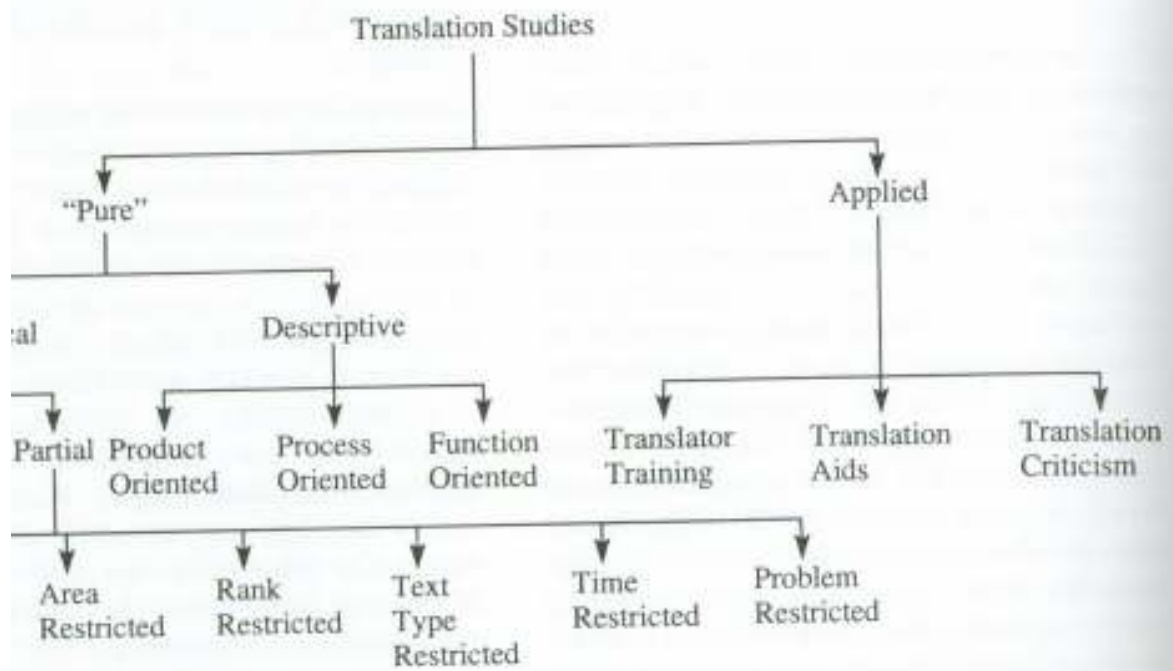 Translation Studies
“Pure”
Applied
al
Descriptive
Partial
Product
Oriented
Process
Oriented
Function
Oriented
Translator
Training
Translation
Aids
Translation
Criticism
Area
Restricted
Rank
Restricted
Text
Type
Restricted
Time
Restricted
Problem
Restricted